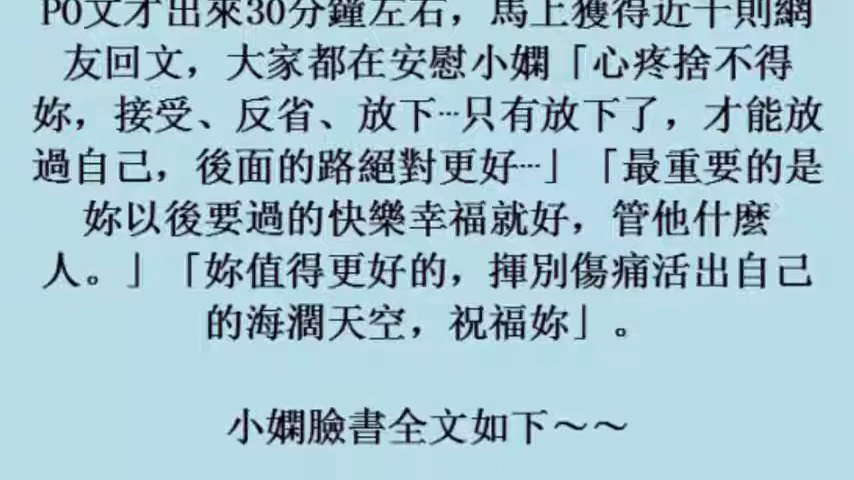 PO文才出來30分鐘左右，馬上獲得近十則網
友回文，大家都在安慰小嫻「心疼捨不得
妳，接受、反省、放下…只有放下了，才能放
過自己，後面的路絕對更好…」「最重要的是
妳以後要過的快樂幸福就好，管他什麼
人。」「妳值得更好的，揮別傷痛活出自己
的海濶天空，祝福妳」。
小嫻臉書全文如下～～